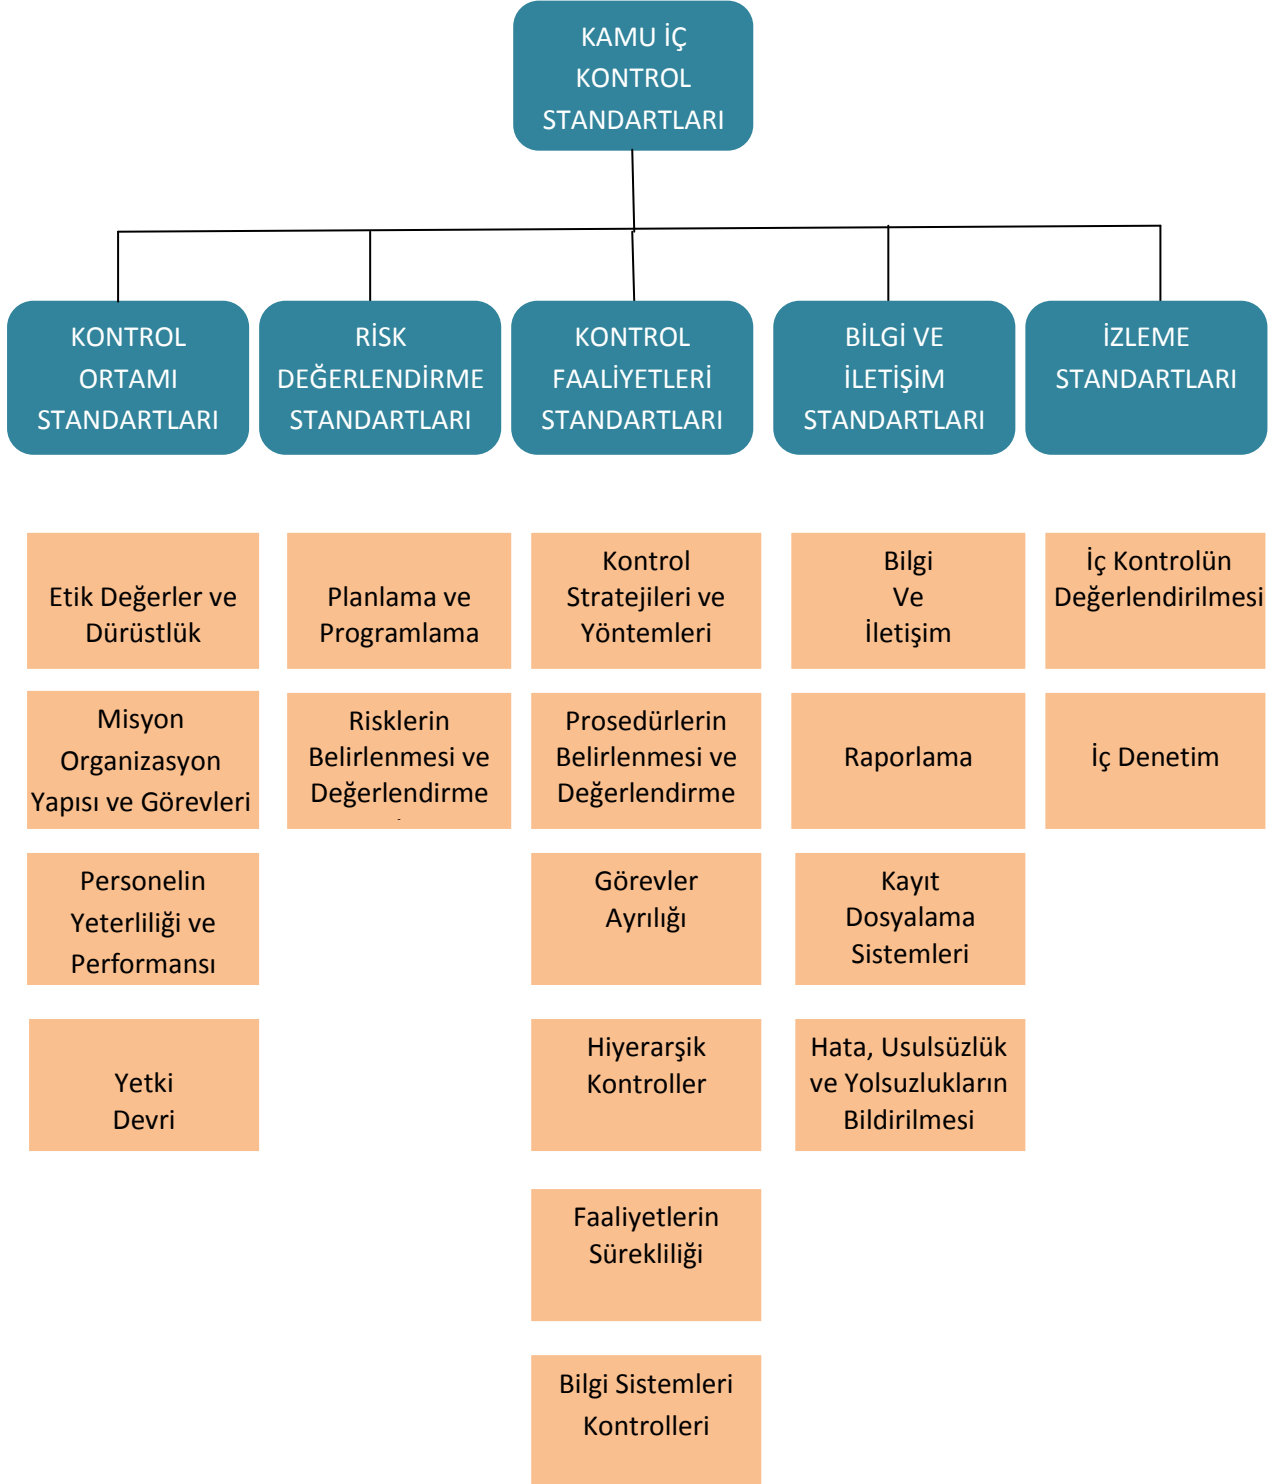 KAMU İÇ
KONTROL
STANDARTLARI
KONTROL
ORTAMI
STANDARTLARI
RİSK
DEĞERLENDİRME
STANDARTLARI
KONTROL
FAALİYETLERİ
STANDARTLARI
BİLGİ VE
İLETİŞİM
STANDARTLARI
İZLEME
STANDARTLARI
Etik Değerler ve
Dürüstlük
Planlama ve
Programlama
Kontrol
Stratejileri ve
Yöntemleri
Bilgi
Ve
İletişim
İç Kontrolün
Değerlendirilmesi
Misyon
Organizasyon
Yapısı ve Görevleri
Risklerin
Belirlenmesi ve
Değerlendirme
Prosedürlerin
Belirlenmesi ve
Değerlendirme
Raporlama
İç Denetim
Personelin
Yeterliliği ve
Performansı
Görevler
Ayrılığı
Kayıt
Dosyalama
Sistemleri
Yetki
Devri
Hiyerarşik
Kontroller
Hata, Usulsüzlük
ve Yolsuzlukların
Bildirilmesi
Faaliyetlerin
Sürekliliği
Bilgi Sistemleri
Kontrolleri